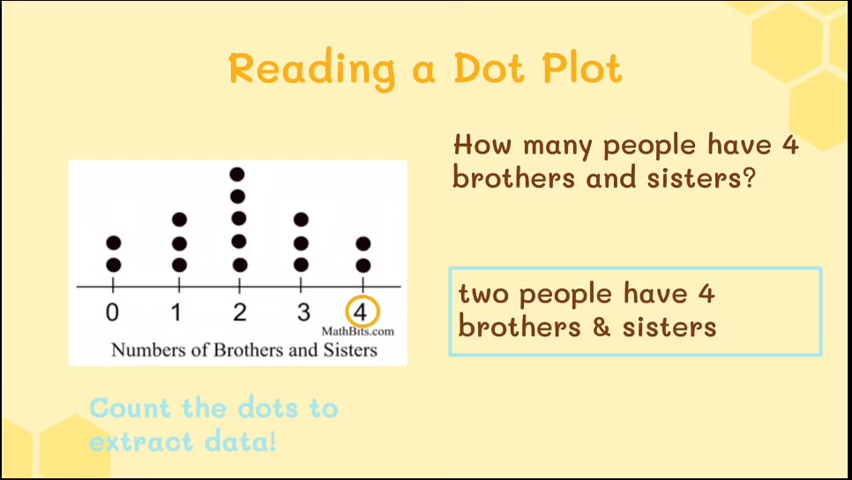 Reading a Dot Plot
How many people have 4
brothers and sisters?
0 1 2 3 4
MathBits.com
Numbers of Brothers and Sisters
two people have 4
brothers & sisters
Count the dots to
extract data!